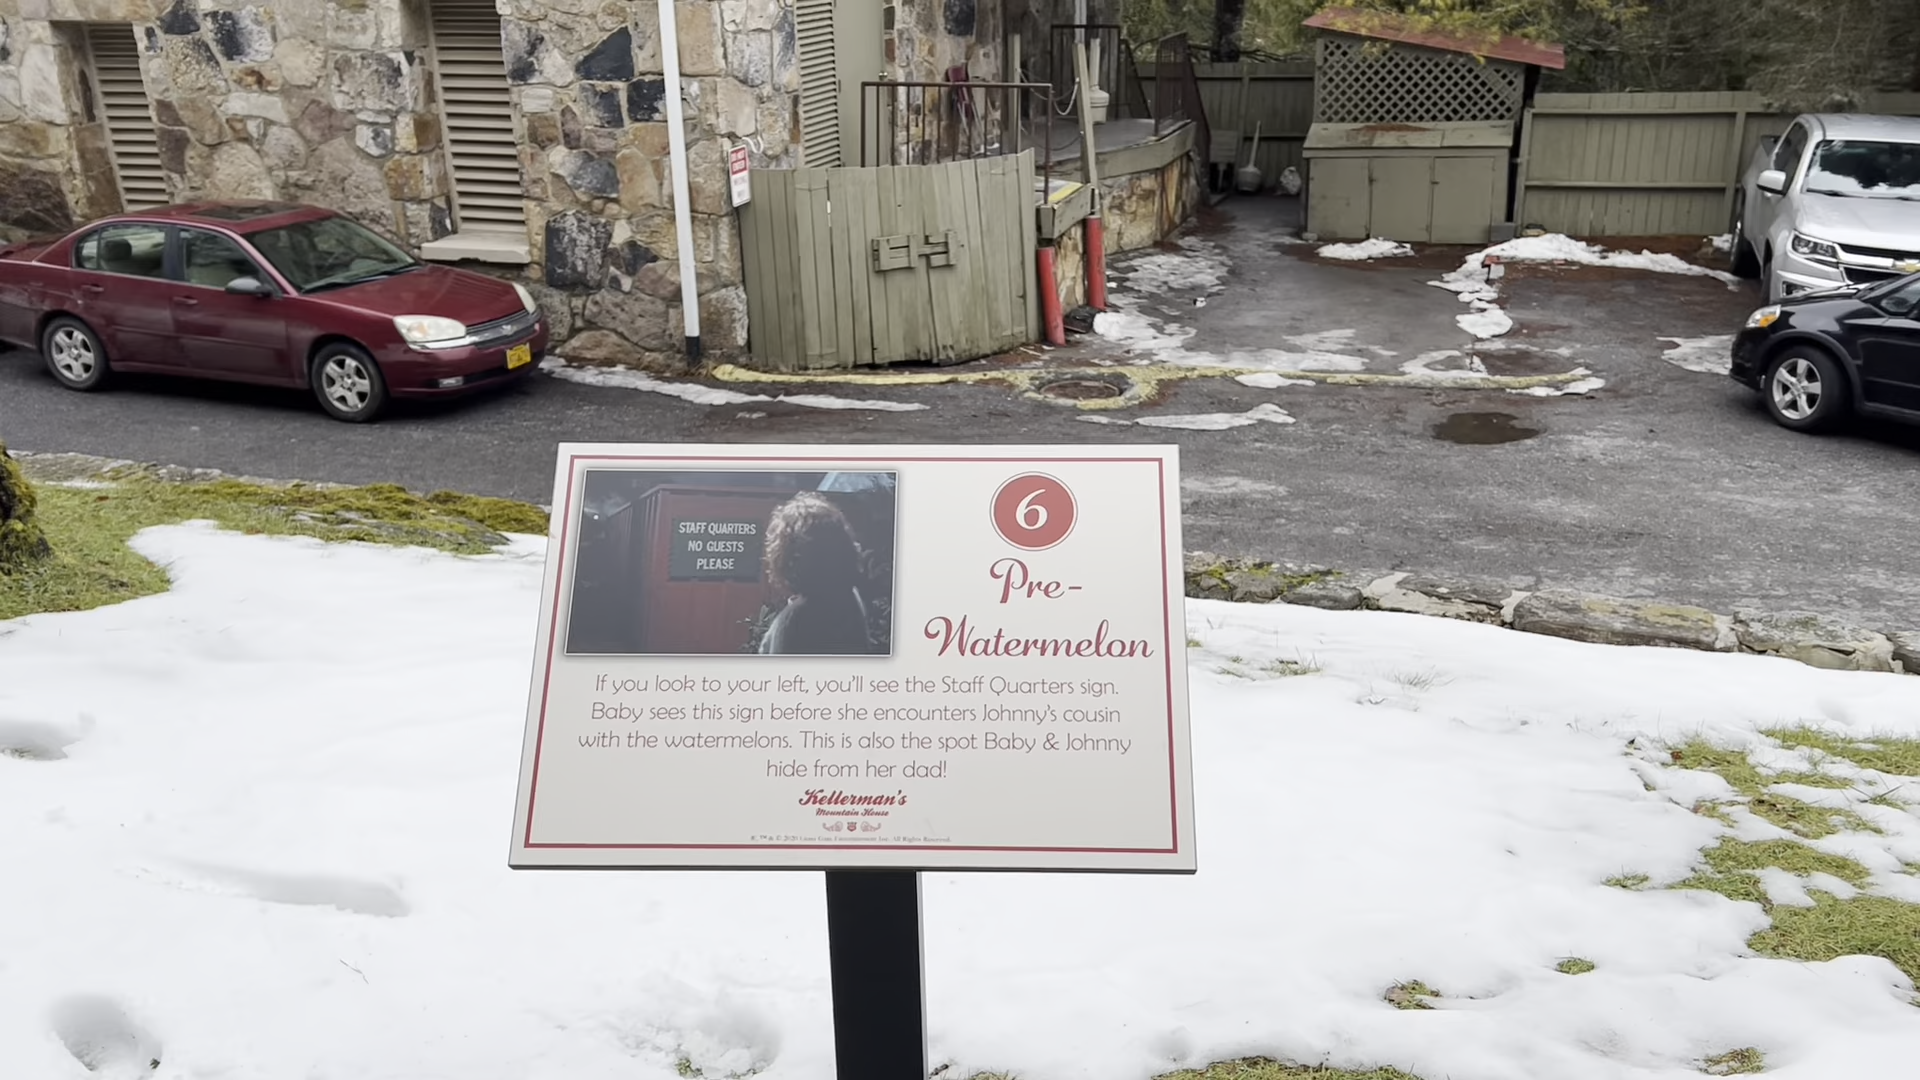 STAFF QUARTERS
NO GUESTS
PLEASE
6
Pre-
Watermelon
If you look to your left, you'll see the Staff Quarters sign.
Baby sees this sign before she encounters Johnny's cousin
with the watermelons. This is also the spot Baby & Johnny
hide from her dad!
Kellerman's
Mountain House